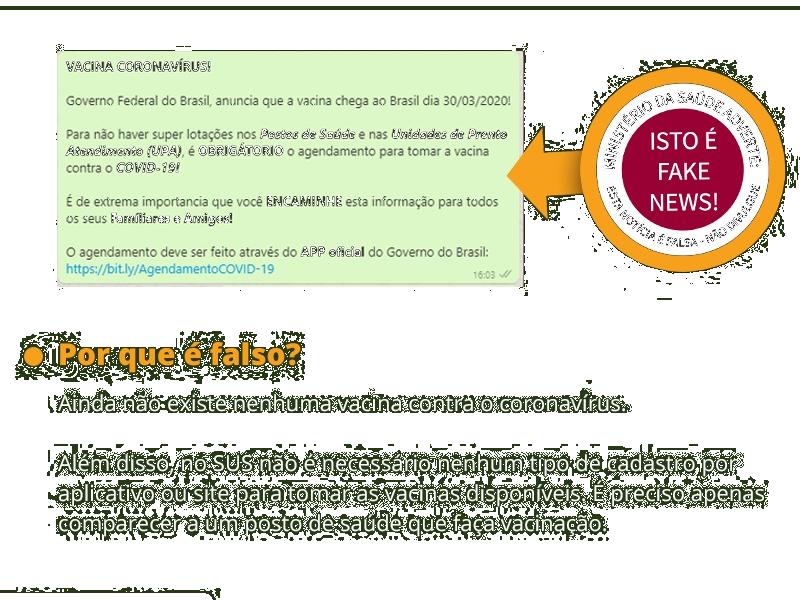 VACINA CORONAVÍRUS!
Governo Federal do Brasil, anuncia que a vacina chega ao Brasil dia 30/03/2020!
Para não haver super lotações nos Postos de Saúde e nas Unidades de Pronto
Atendimento (UPA), é OBRIGATÓRIO o agendamento para tomar a vacina
contra o COVID-19!
É de extrema importancia que você ENCAMINHE esta informação para todos
os seus Familiares e Amigos!
O agendamento deve ser feito através do APP oficial do Governo do Brasil:
https://bit.ly/AgendamentoCOVID-19
16:03
MINISTÉRIO DA SAÚDE ADVERTE:
ISTO É
FAKE
NEWS!
ESTA NOTÍCIA É FALSA - NÃO DIVULGUE
Por que é falso?
Ainda não existe nenhuma vacina contra o coronavírus.
Além disso, no SUS não é necessário nenhum tipo de cadastro por
aplicativo ou site para tomar as vacinas disponíveis. É preciso apenas
comparecer a um posto de saúde que faça vacinação.